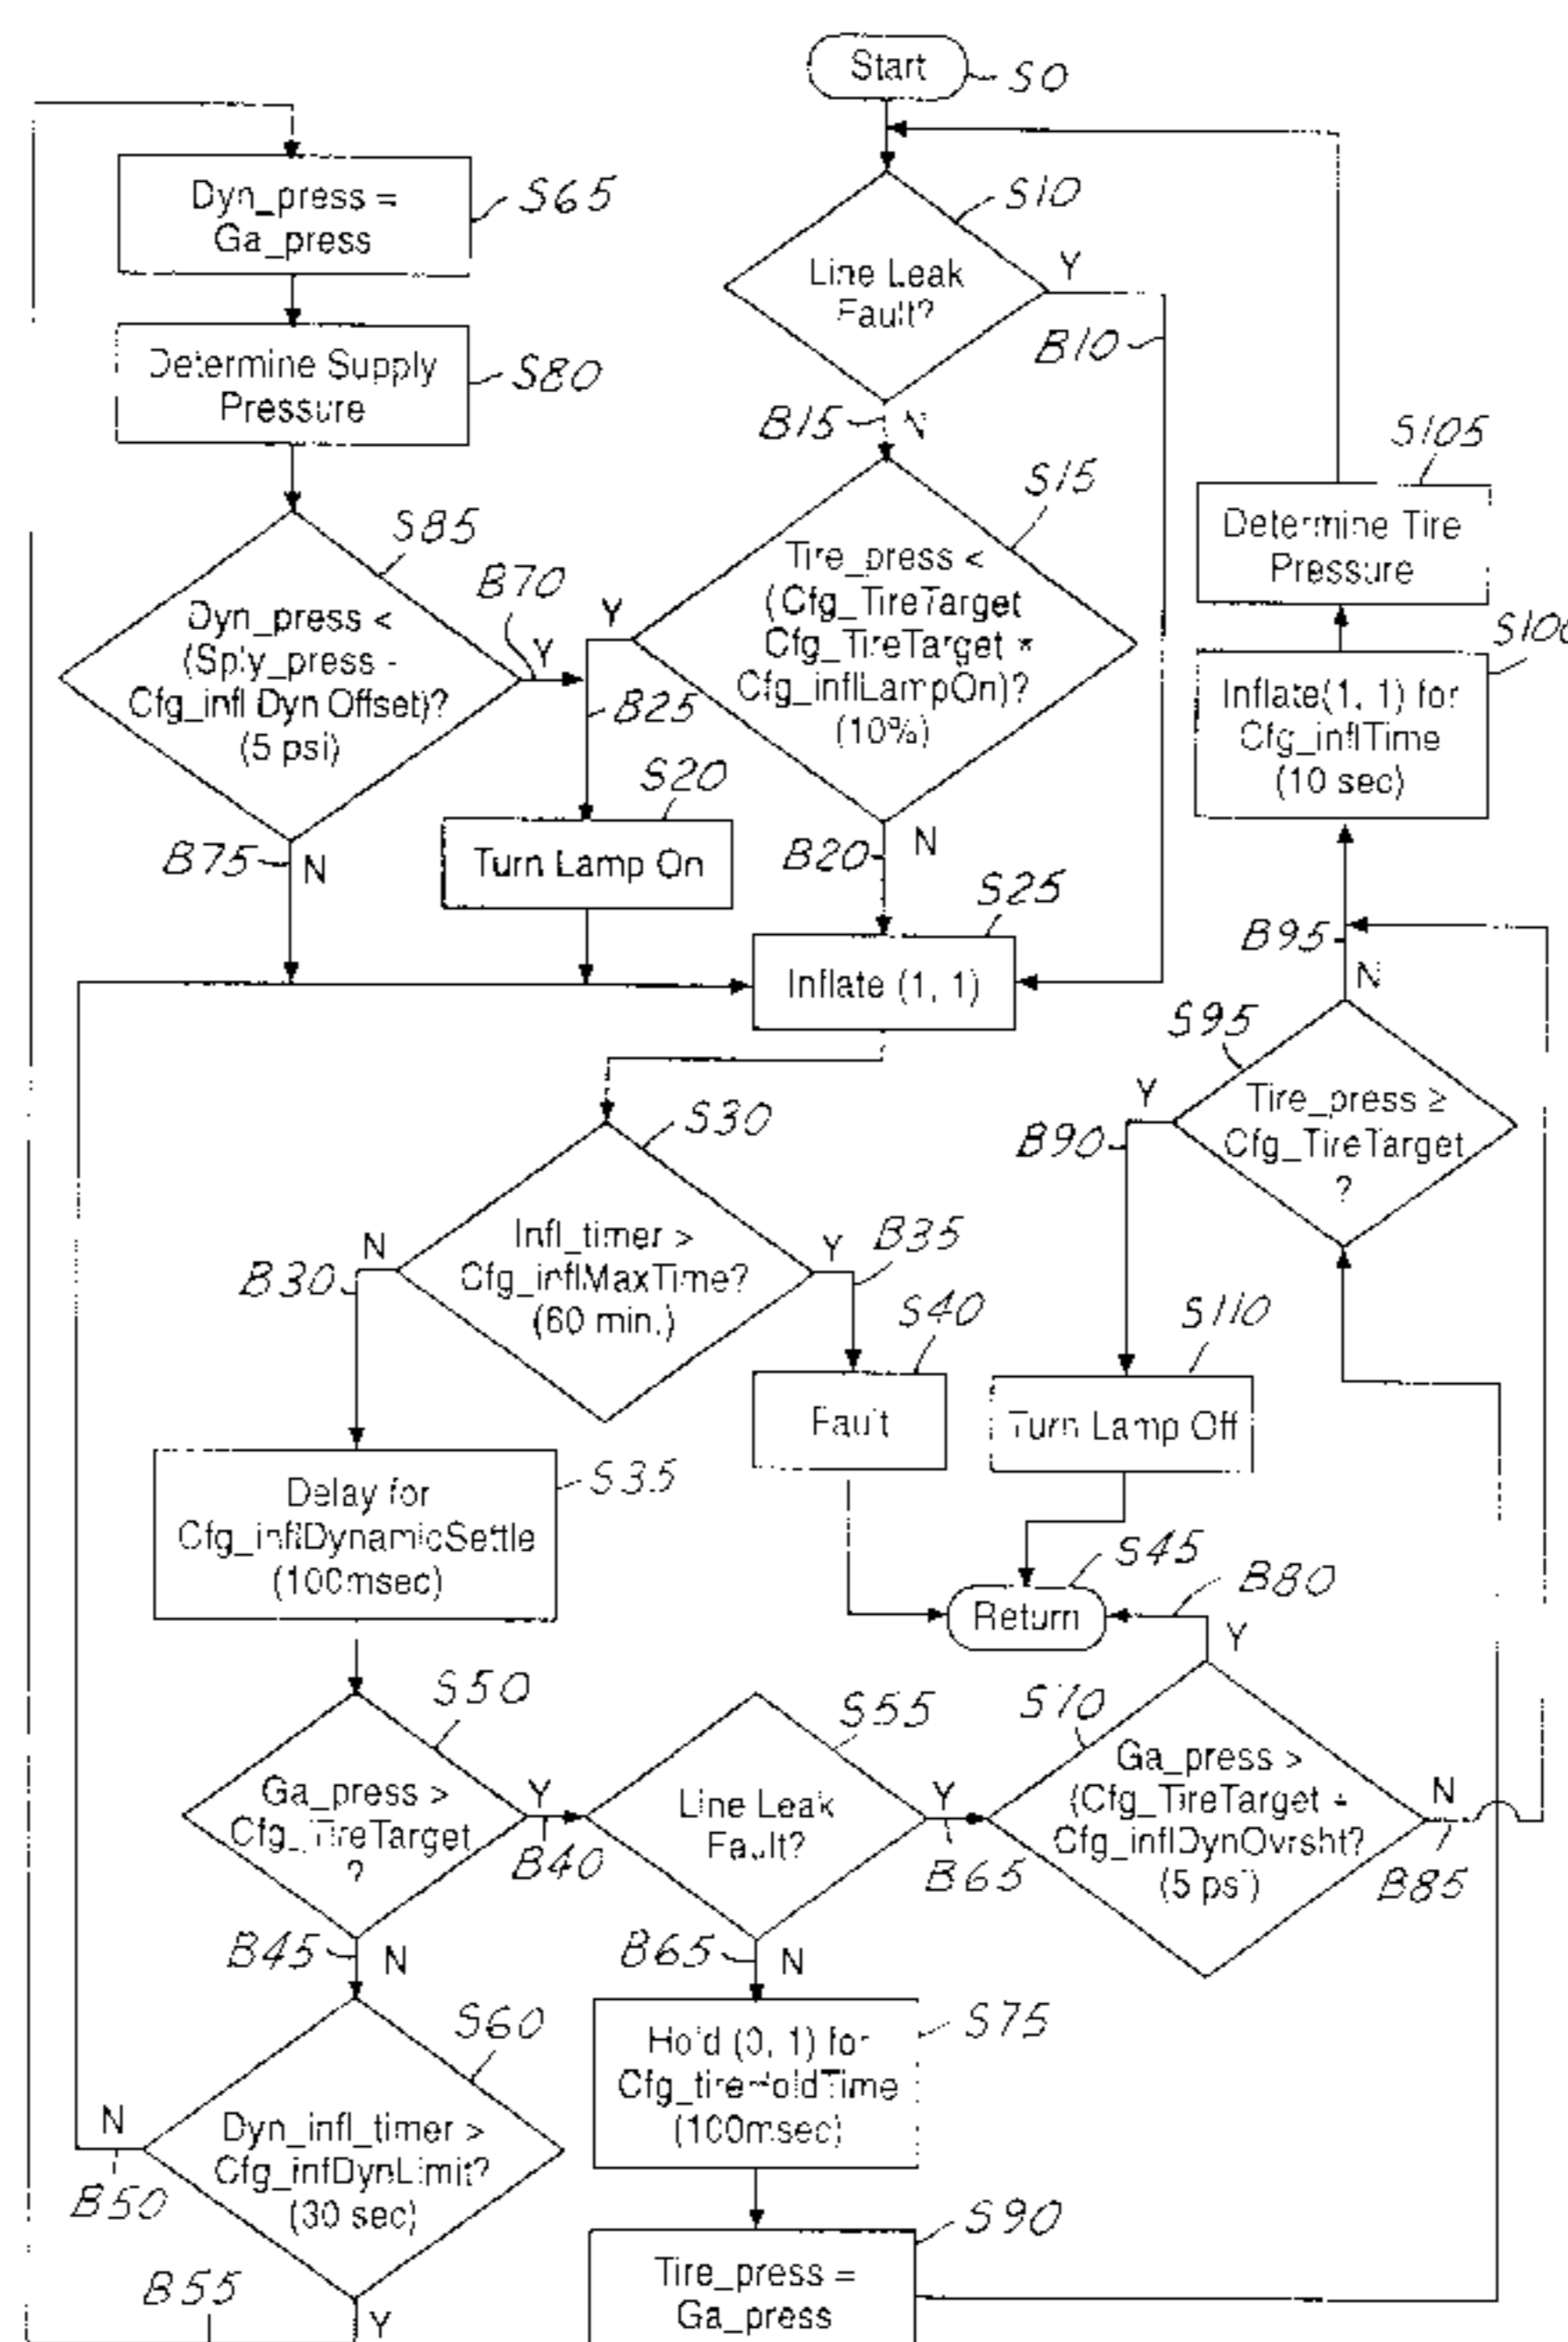 Start
S0
Dyn_press =
Ga_press
S65
S10
Line Leak
Fault?
Y
B10
Determine Supply
Pressure
S80
B15
N
S105
Determine Tire
Pressure
S85
Dyn_press <
(Sply_press -
Cfg_infl Dyn Offset)?
(5 psi)
B70
Y
S15
Tire_press <
(Cfg_TireTarget
Cfg_TireTarget *
Cfg_inflLampOn)?
(10%)
Y
B25
Inflate(1, 1) for
Cfg_inflTime
(10 sec)
S20
Turn Lamp On
B75
N
B20
N
S25
Inflate (1, 1)
B95
N
S95
Tire_press ≥
Cfg_TireTarget
?
Y
B90
S30
Infl_timer >
Cfg_inflMaxTime?
(60 min.)
N
B30
Y
B35
S40
Fault
S110
Turn Lamp Off
Delay for
Cfg_inflDynamicSettle
(100msec)
S35
S45
Return
B80
Y
S50
Ga_press >
Cfg_TireTarget
?
Y
B40
S55
Line Leak
Fault?
Y
B65
S70
Ga_press >
(Cfg_TireTarget +
Cfg_inflDynOvrsht?
(5 psi)
N
B85
B45
N
B65
N
S60
Dyn_infl_timer >
Cfg_infDynLimit?
(30 sec)
N
B50
Hold (0, 1) for
Cfg_tireHoldTime
(100msec)
S75
S90
Tire_press =
Ga_press
B55
Y